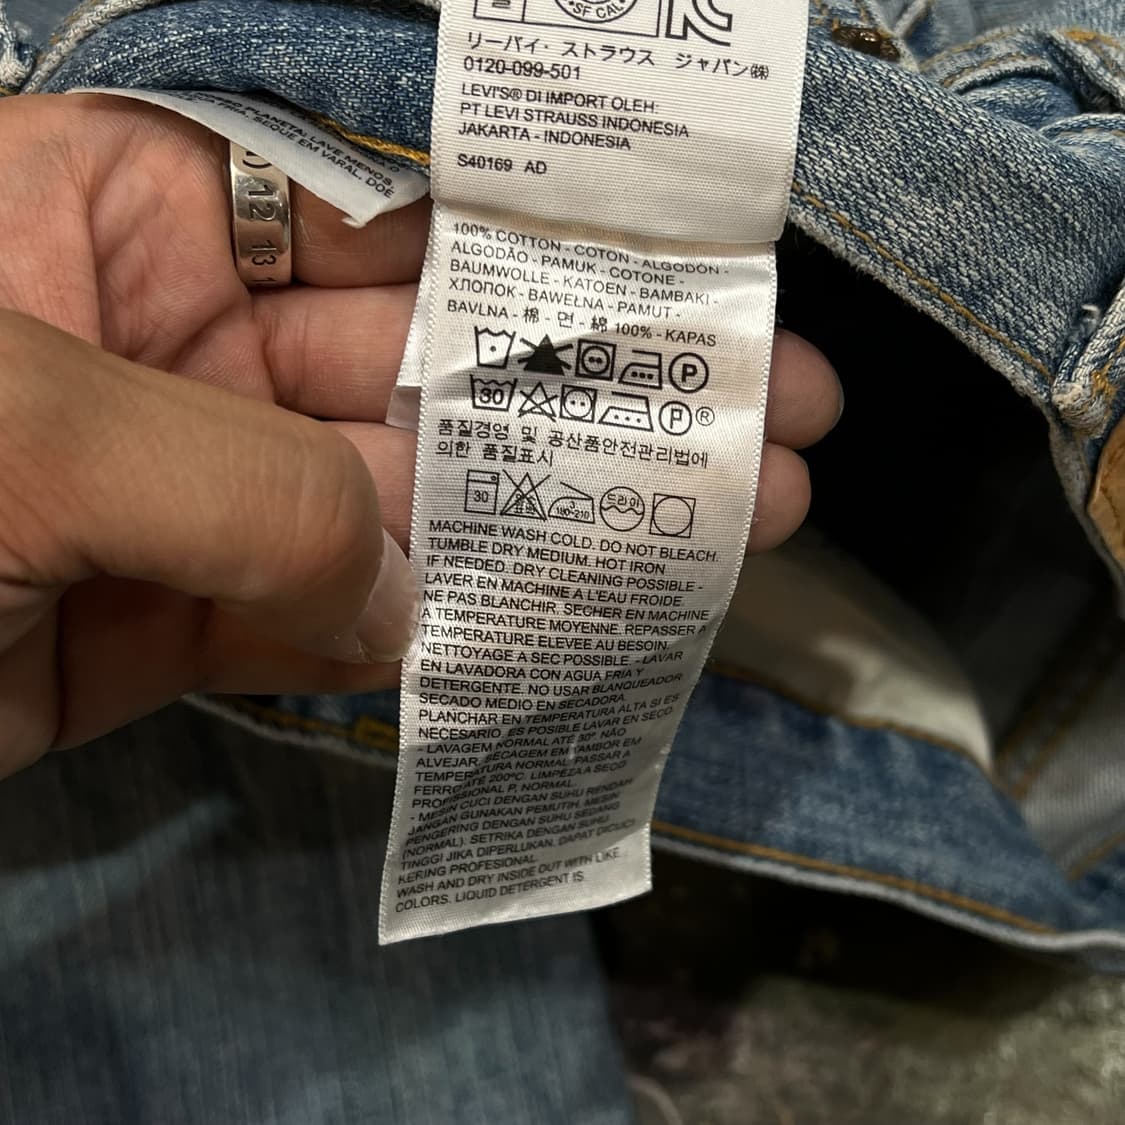 SF CAL
リーバイ・ストラウス ジャパン㈱
0120-099-501
LEVI'S® DI IMPORT OLEH:
PT LEVI STRAUSS INDONESIA
JAKARTA - INDONESIA
S40169 AD
PLANETA: LAVE MENOS,
SEQUE EM VARAL, DOE
12
13
100% COTTON - COTON - ALGODÓN -
ALGODÃO - PAMUK - COTONE -
BAUMWOLLE - KATOEN - BAMBAKI -
ХЛОПОК - BAWEŁNA - PAMUT -
BAVLNA - 棉 - 면 - 綿 100% - KAPAS
P
30 P ®
품질경영 및 공산품안전관리법에
의한 품질표시
30 3 180~210 드라이
MACHINE WASH COLD. DO NOT BLEACH.
TUMBLE DRY MEDIUM. HOT IRON
IF NEEDED. DRY CLEANING POSSIBLE -
LAVER EN MACHINE A L'EAU FROIDE.
NE PAS BLANCHIR. SECHER EN MACHINE
A TEMPERATURE MOYENNE. REPASSER A
TEMPERATURE ELEVEE AU BESOIN.
NETTOYAGE A SEC POSSIBLE. - LAVAR
EN LAVADORA CON AGUA FRIA Y
DETERGENTE. NO USAR BLANQUEADOR
SECADO MEDIO EN SECADORA.
PLANCHAR EN TEMPERATURA ALTA SI ES
NECESARIO. ES POSIBLE LAVAR EN SECO.
- LAVAGEM NORMAL ATÉ 30° NÃO
ALVEJAR. SECAGEM EM TAMBOR EM
TEMPERATURA NORMAL. PASSAR A
FERRO ATÉ 200°C. LIMPEZA A SECO
PROFISSIONAL P, NORMAL.
- MESIN CUCI DENGAN SUHU RENDAH
JANGAN GUNAKAN PEMUTIH. MESIN
PENGERING DENGAN SUHU SEDANG
(NORMAL). SETRIKA DENGAN SUHU
TINGGI JIKA DIPERLUKAN. DAPAT DICUCI
KERING PROFESIONAL
WASH AND DRY INSIDE OUT WITH LIKE
COLORS. LIQUID DETERGENT IS